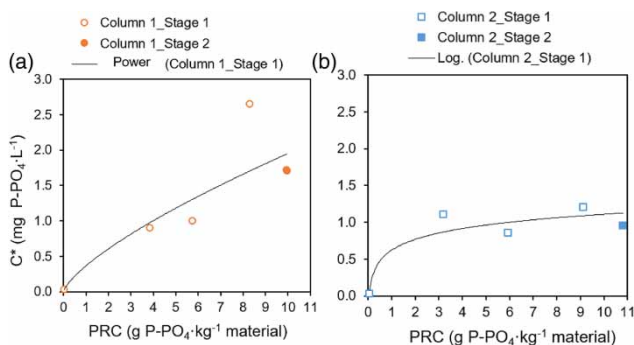 Column 1_Stage 1
Column 1_Stage 2
Power (Column 1_Stage 1)
(a)
3.0
2.5
2.0
1.5
1.0
0.5
0.0
C* (mg P-PO₄·L⁻¹)
0 1 2 3 4 5 6 7 8 9 10 11
PRC (g P-PO₄·kg⁻¹ material)
Column 2_Stage 1
Column 2_Stage 2
Log. (Column 2_Stage 1)
(b)
3.0
2.5
2.0
1.5
1.0
0.5
0.0
0 1 2 3 4 5 6 7 8 9 10 11
PRC (g P-PO₄·kg⁻¹ material)